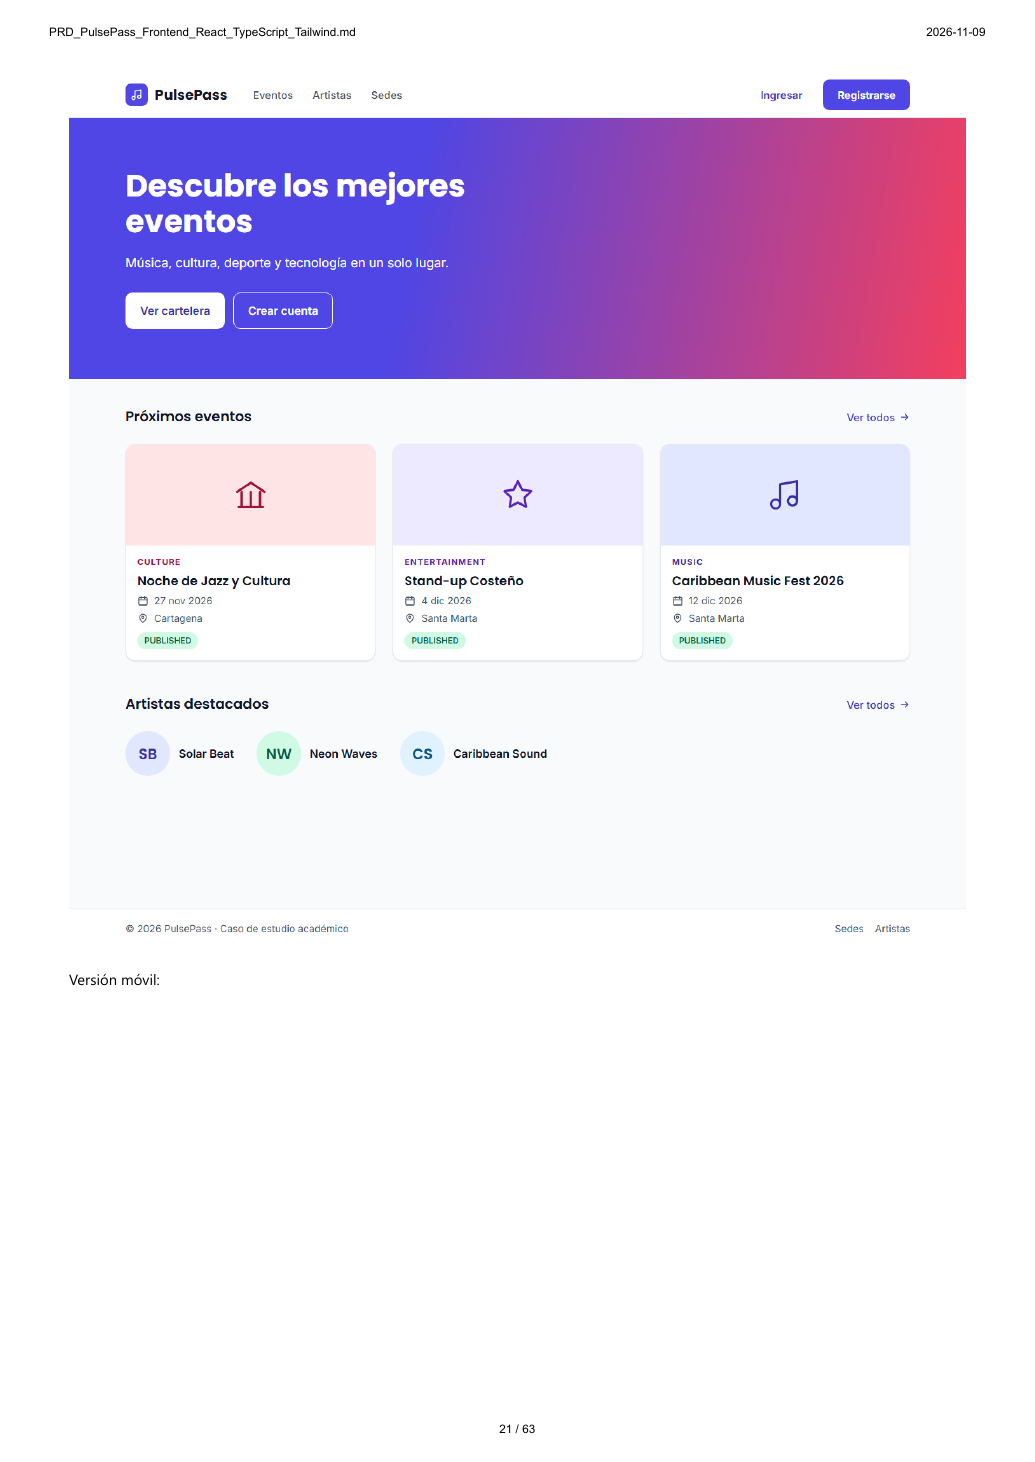 PRD_PulsePass_Frontend_React_TypeScript_Tailwind.md 2026-11-09
PulsePass Eventos Artistas Sedes Ingresar Registrarse
Descubre los mejores
eventos
Música, cultura, deporte y tecnología en un solo lugar.
Ver cartelera Crear cuenta
Próximos eventos Ver todos →
CULTURE
Noche de Jazz y Cultura
27 nov 2026
Cartagena
PUBLISHED
ENTERTAINMENT
Stand-up Costeño
4 dic 2026
Santa Marta
PUBLISHED
MUSIC
Caribbean Music Fest 2026
12 dic 2026
Santa Marta
PUBLISHED
Artistas destacados Ver todos →
SB Solar Beat NW Neon Waves CS Caribbean Sound
© 2026 PulsePass · Caso de estudio académico Sedes Artistas
Versión móvil:
21 / 63